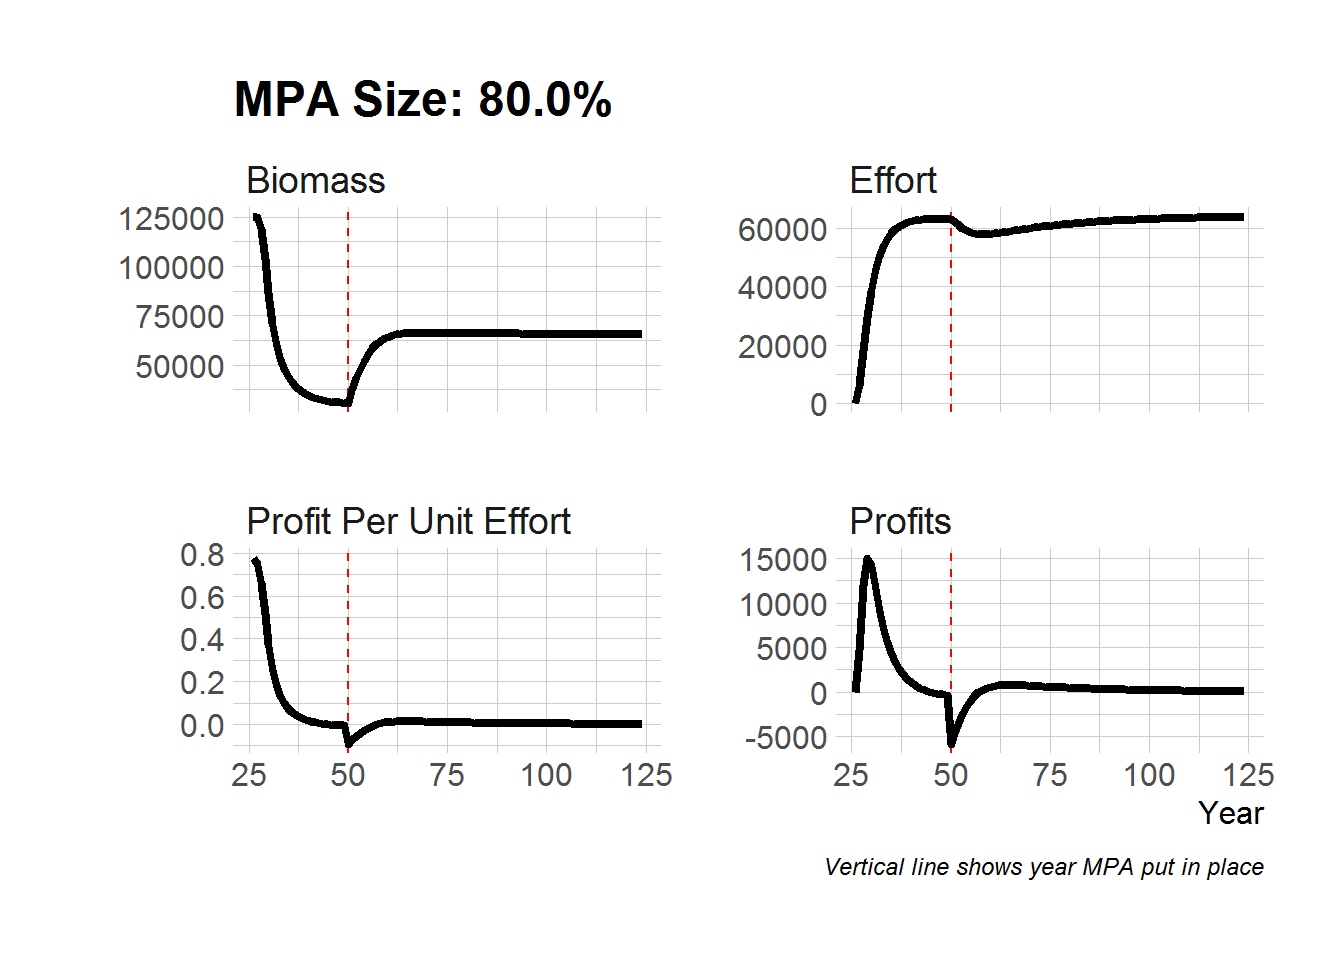 MPA Size: 80.0%
Biomass
125000
100000
75000
50000
Effort
60000
40000
20000
0
Profit Per Unit Effort
0.8
0.6
0.4
0.2
0.0
25 50 75 100 125
Profits
15000
10000
5000
0
-5000
25 50 75 100 125
Year
Vertical line shows year MPA put in place